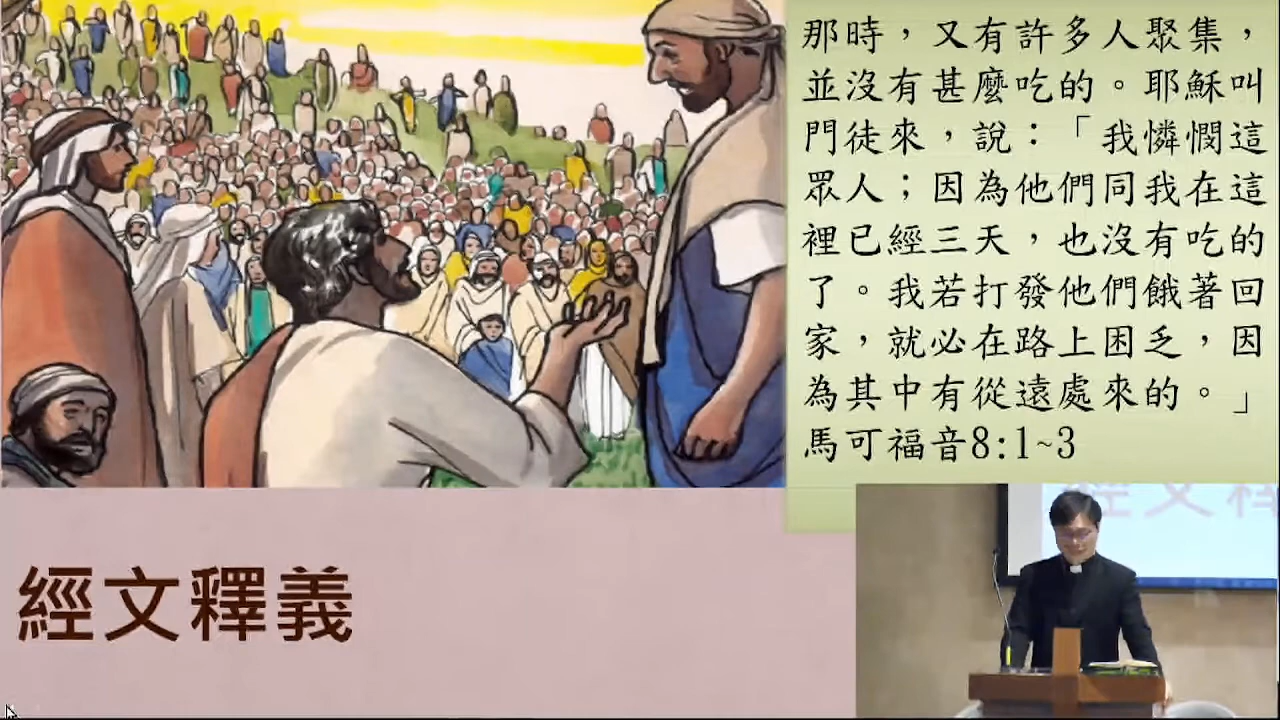 那時，又有許多人聚集，
並沒有甚麼吃的。耶穌叫
門徒來，說：「我憐憫這
眾人；因為他們同我在這
裡已經三天，也沒有吃的
了。我若打發他們餓著回
家，就必在路上困乏，因
為其中有從遠處來的。」
馬可福音8:1~3
經文釋義
經文釋